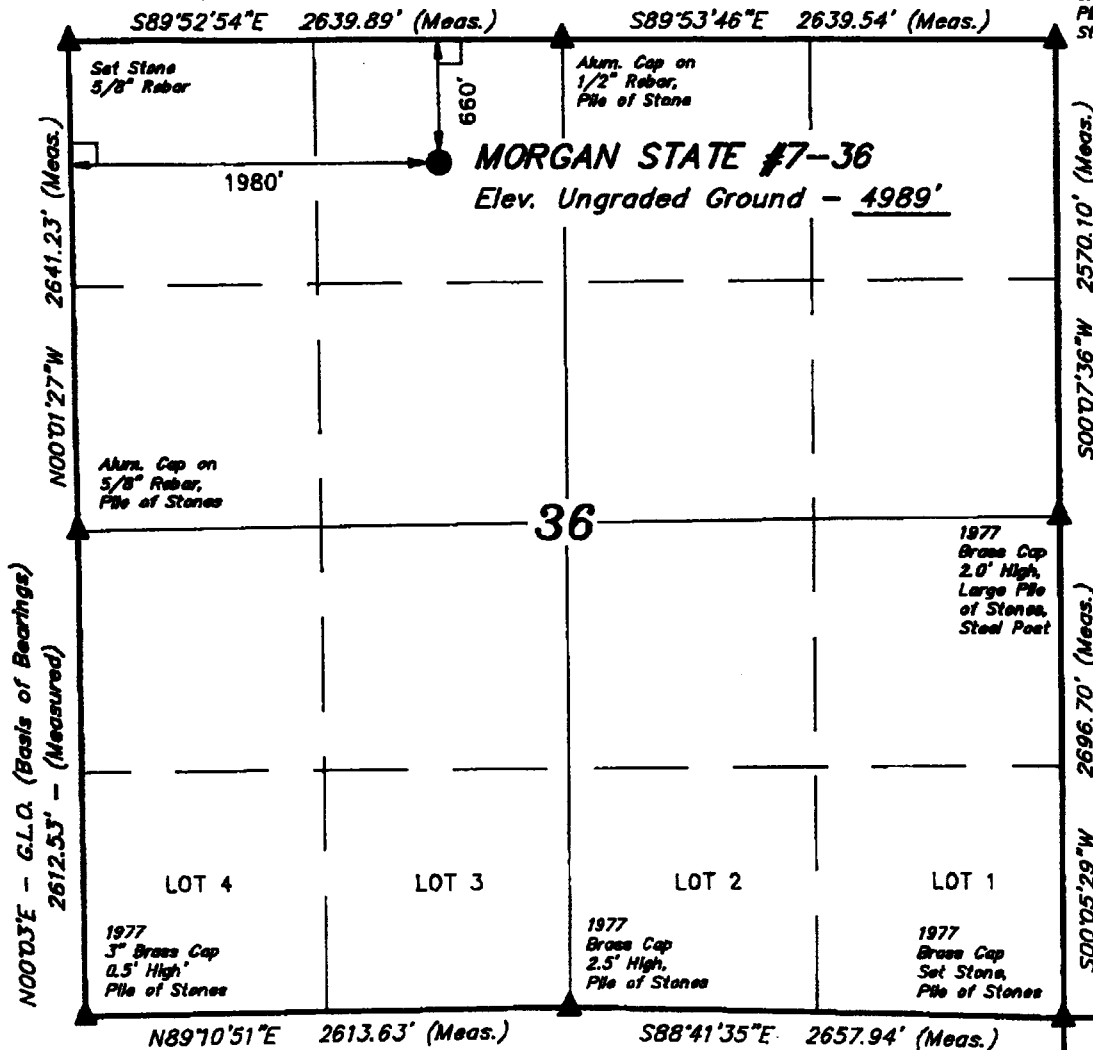 S89°52'54"E 2639.89' (Meas.)
S89°53'46"E 2639.54' (Meas.)
Set Stone
5/8" Rebar
Alum. Cap on
1/2" Rebar,
Pile of Stone
660'
1980'
MORGAN STATE #7-36
Elev. Ungraded Ground - 4989'
N00°01'27"W 2641.23' (Meas.)
S00°07'36"W 2570.10' (Meas.)
Alum. Cap on
5/8" Rebar,
Pile of Stones
36
1977
Brass Cap
2.0' High,
Large Pile
of Stones,
Steel Post
N00°03'E - G.L.O. (Basis of Bearings)
2612.53' - (Measured)
S00°05'29"W 2696.70' (Meas.)
LOT 4
LOT 3
LOT 2
LOT 1
1977
3" Brass Cap
0.5' High'
Pile of Stones
1977
Brass Cap
2.5' High,
Pile of Stones
1977
Brass Cap
Set Stone,
Pile of Stones
N89°10'51"E 2613.63' (Meas.)
S88°41'35"E 2657.94' (Meas.)